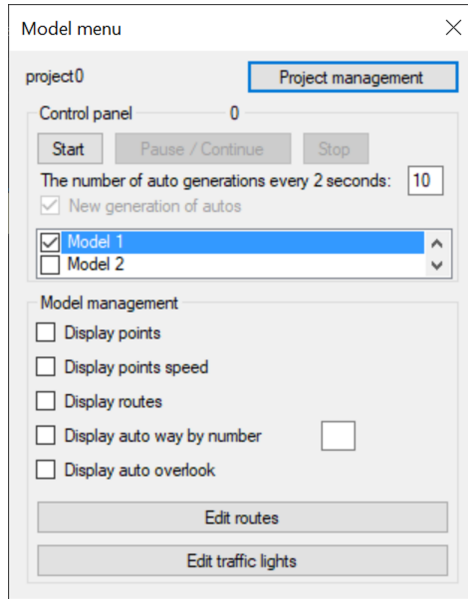 Model menu
project0 Project management
Control panel 0
Start Pause / Continue Stop
The number of auto generations every 2 seconds: 10
New generation of autos
Model 1
Model 2
Model management
Display points
Display points speed
Display routes
Display auto way by number
Display auto overlook
Edit routes
Edit traffic lights